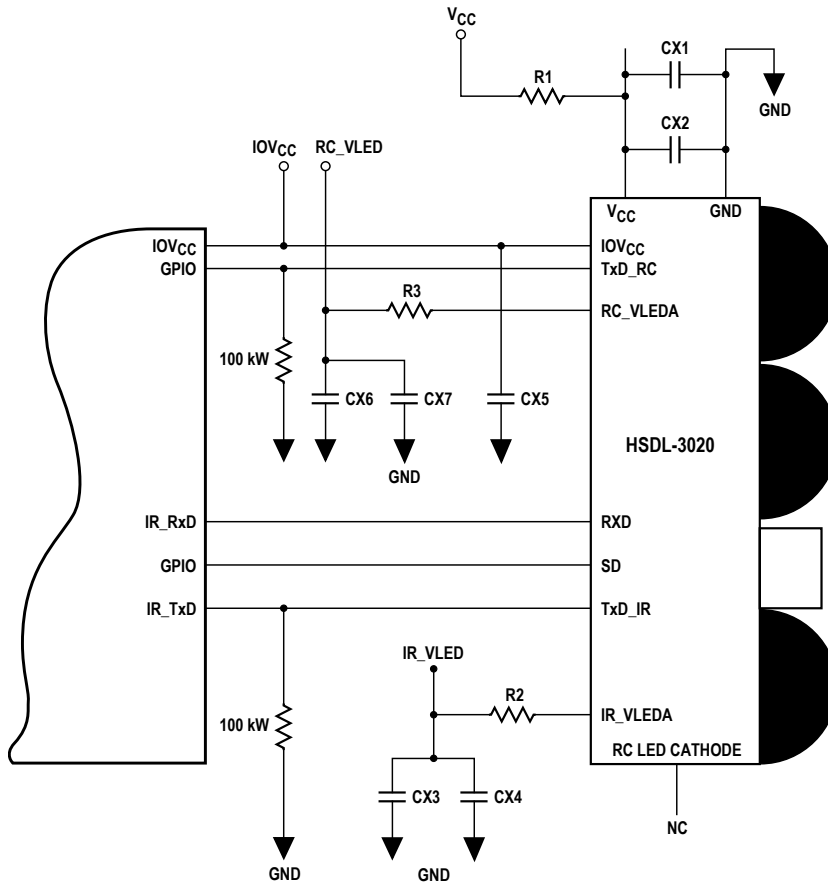 VCC
CX1
R1
GND
CX2
IOVCC RC_VLED
VCC GND
IOVCC IOVCC
GPIO TxD_RC
R3
RC_VLEDA
100 kW
CX6 CX7 CX5
HSDL-3020
GND
IR_RxD RXD
GPIO SD
IR_TxD TxD_IR
IR_VLED
R2
IR_VLEDA
100 kW
RC LED CATHODE
CX3 CX4
NC
GND GND